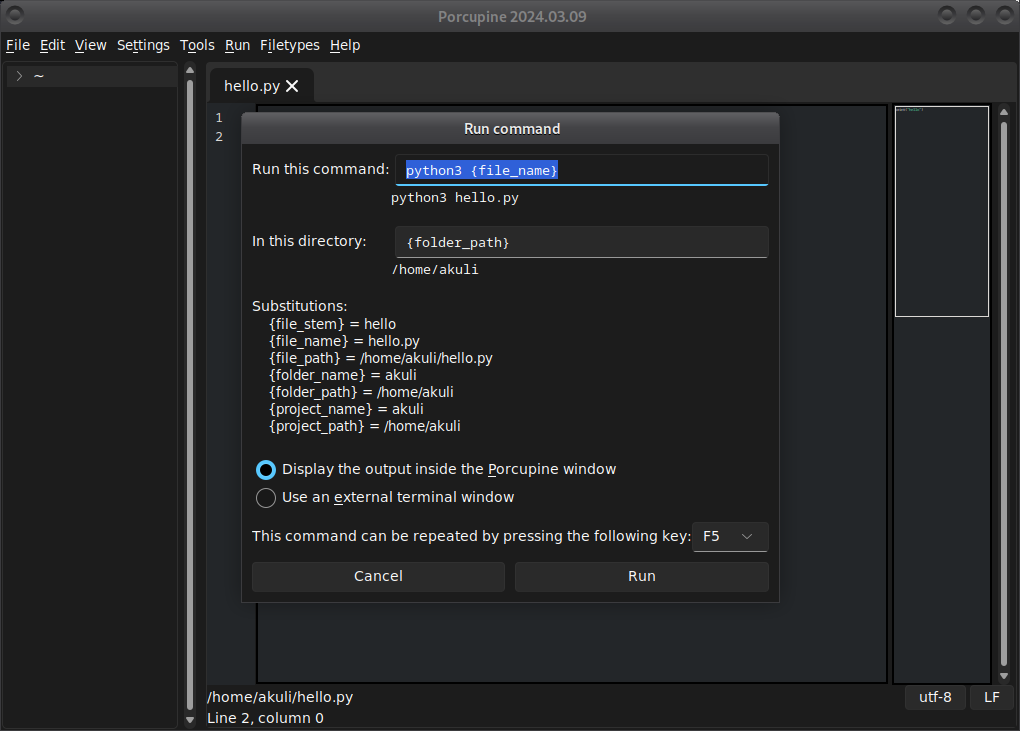 Porcupine 2024.03.09
File Edit View Settings Tools Run Filetypes Help
~
hello.py
1
2
Run command
Run this command: python3 {file_name}
python3 hello.py
In this directory: {folder_path}
/home/akuli
Substitutions:
{file_stem} = hello
{file_name} = hello.py
{file_path} = /home/akuli/hello.py
{folder_name} = akuli
{folder_path} = /home/akuli
{project_name} = akuli
{project_path} = /home/akuli
Display the output inside the Porcupine window
Use an external terminal window
This command can be repeated by pressing the following key: F5
Cancel Run
/home/akuli/hello.py utf-8 LF
Line 2, column 0